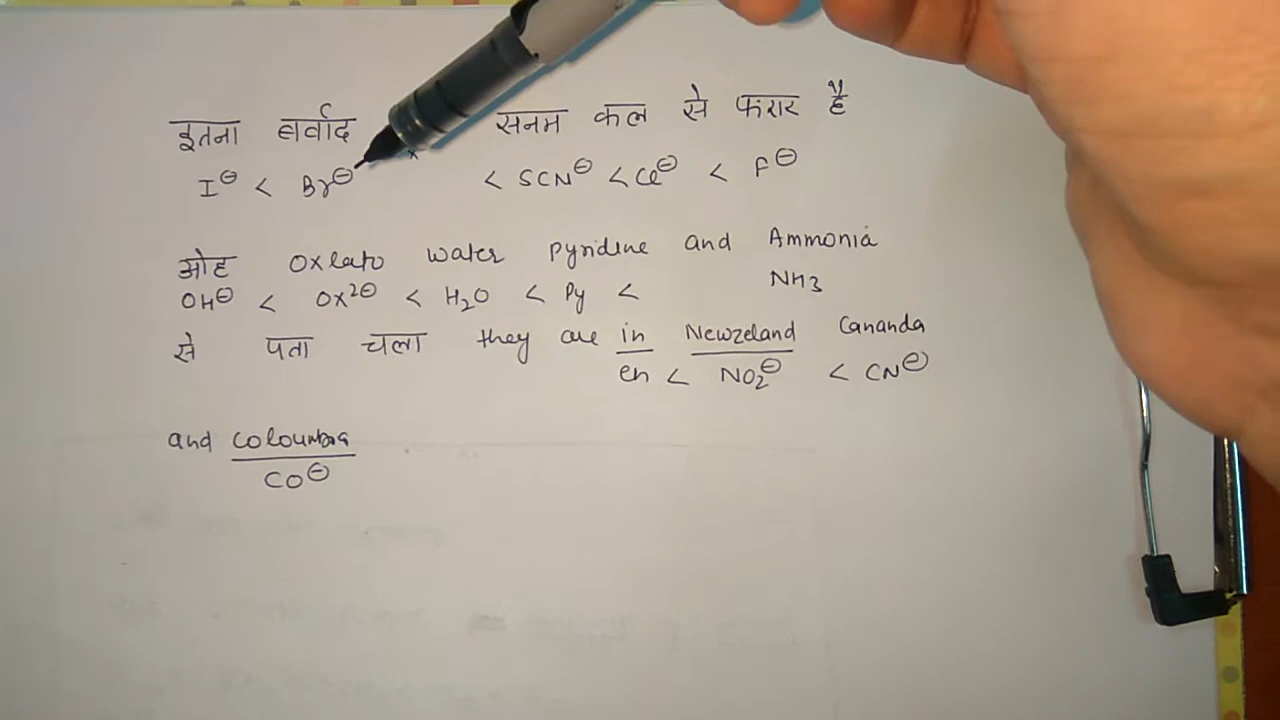 इतना बर्वाद सनम कल से फरार है
I⊖ < Br⊖ < SCN⊖ < Cl⊖ < F⊖
ओह Oxlato water pyridine and Ammonia
OH⊖ < Ox²⊖ < H₂O < Py < NH₃
से पता चला they are in Newzeland Cananda
en < NO₂⊖ < CN⊖
and Coloumbia
CO⊖